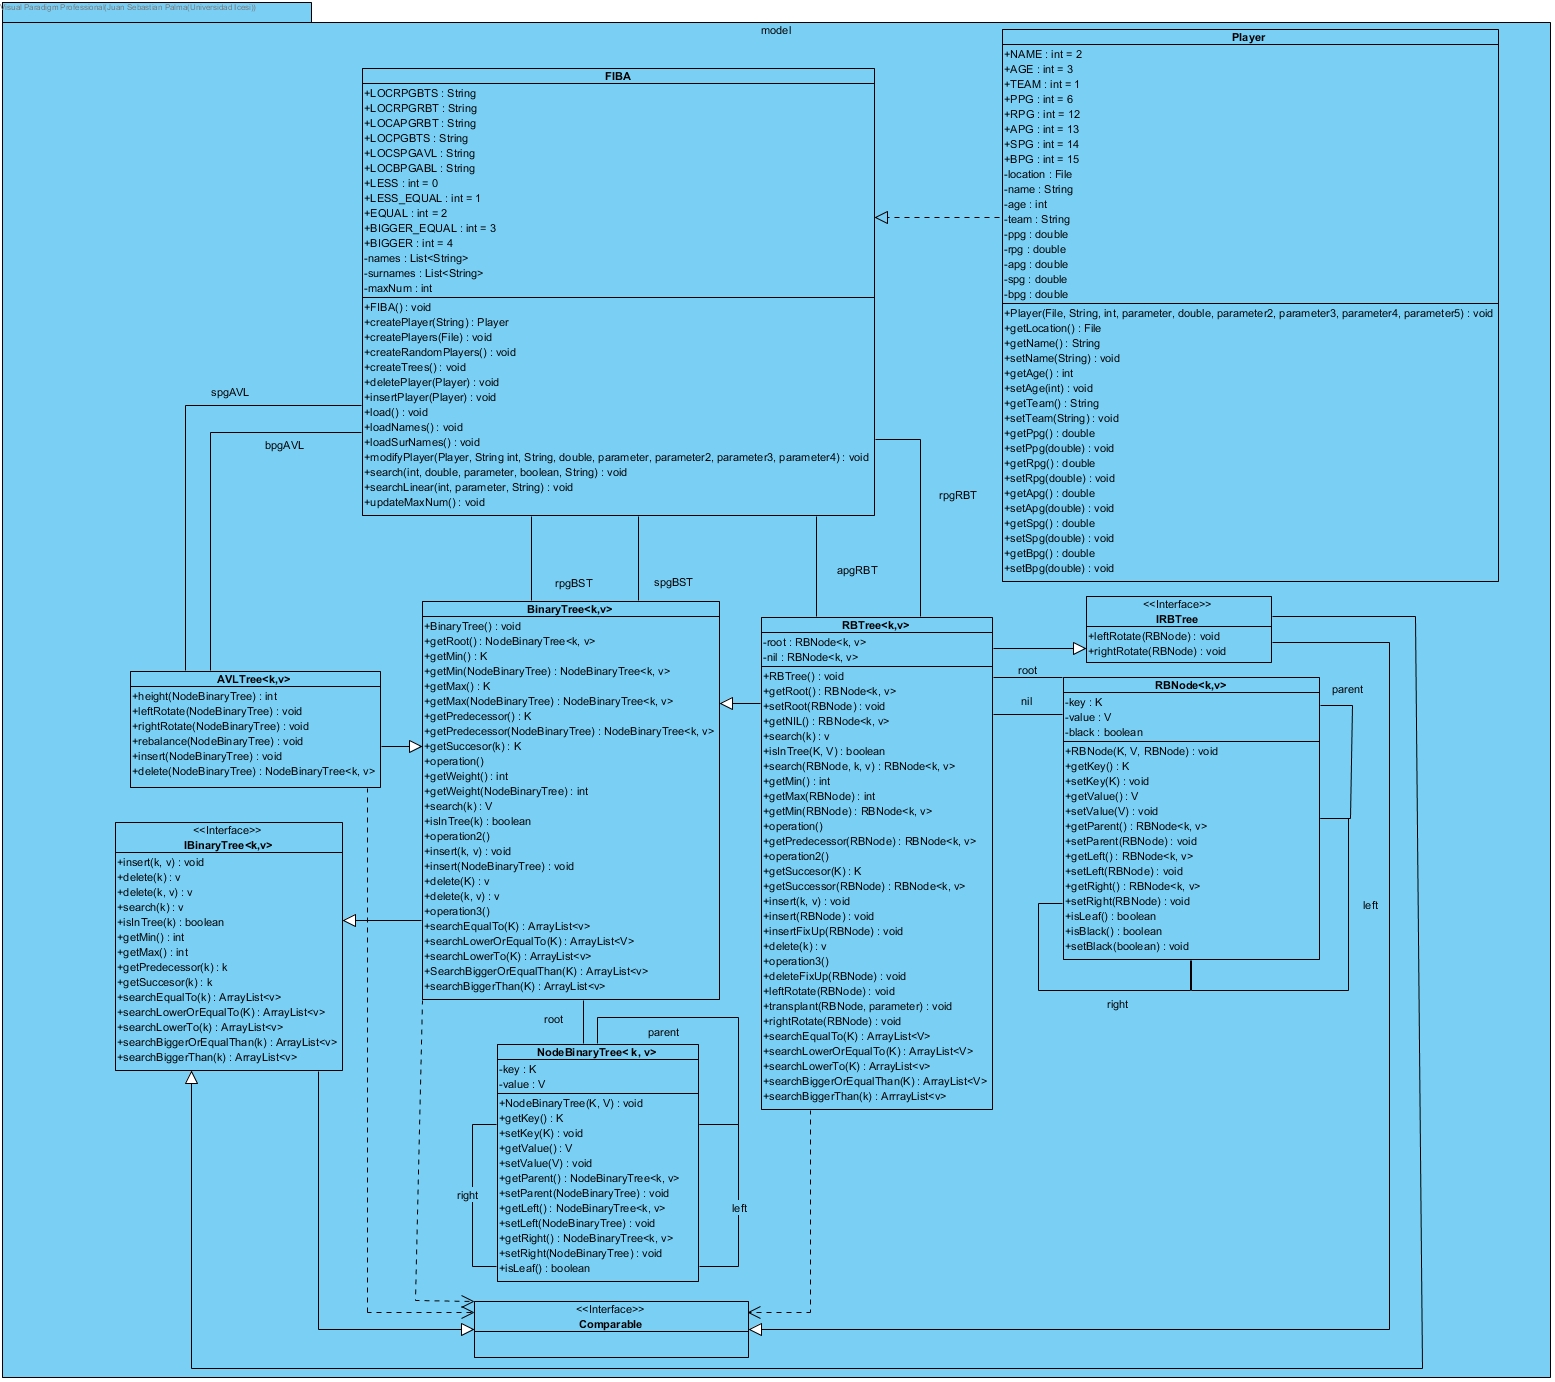 Visual Paradigm Professional(Juan Sebastian Palma(Universidad Icesi))
model
FIBA
+LOCRPGBTS : String
+LOCRPGRBT : String
+LOCAPGRBT : String
+LOCPGBTS : String
+LOCSPGAVL : String
+LOCBPGABL : String
+LESS : int = 0
+LESS_EQUAL : int = 1
+EQUAL : int = 2
+BIGGER_EQUAL : int = 3
+BIGGER : int = 4
-names : List<String>
-surnames : List<String>
-maxNum : int
+FIBA() : void
+createPlayer(String) : Player
+createPlayers(File) : void
+createRandomPlayers() : void
+createTrees() : void
+deletePlayer(Player) : void
+insertPlayer(Player) : void
+load() : void
+loadNames() : void
+loadSurNames() : void
+modifyPlayer(Player, String int, String, double, parameter, parameter2, parameter3, parameter4) : void
+search(int, double, parameter, boolean, String) : void
+searchLinear(int, parameter, String) : void
+updateMaxNum() : void
Player
+NAME : int = 2
+AGE : int = 3
+TEAM : int = 1
+PPG : int = 6
+RPG : int = 12
+APG : int = 13
+SPG : int = 14
+BPG : int = 15
-location : File
-name : String
-age : int
-team : String
-ppg : double
-rpg : double
-apg : double
-spg : double
-bpg : double
+Player(File, String, int, parameter, double, parameter2, parameter3, parameter4, parameter5) : void
+getLocation() : File
+getName() : String
+setName(String) : void
+getAge() : int
+setAge(int) : void
+getTeam() : String
+setTeam(String) : void
+getPpg() : double
+setPpg(double) : void
+getRpg() : double
+setRpg(double) : void
+getApg() : double
+setApg(double) : void
+getSpg() : double
+setSpg(double) : void
+getBpg() : double
+setBpg(double) : void
spgAVL
bpgAVL
rpgRBT
rpgBST
spgBST
apgRBT
AVLTree<k,v>
+height(NodeBinaryTree) : int
+leftRotate(NodeBinaryTree) : void
+rightRotate(NodeBinaryTree) : void
+rebalance(NodeBinaryTree) : void
+insert(NodeBinaryTree) : void
+delete(NodeBinaryTree) : NodeBinaryTree<k, v>
<<Interface>>
IBinaryTree<k,v>
+insert(k, v) : void
+delete(k) : v
+delete(k, v) : v
+search(k) : v
+isInTree(k) : boolean
+getMin() : int
+getMax() : int
+getPredecessor(k) : k
+getSuccesor(k) : k
+searchEqualTo(k) : ArrayList<v>
+searchLowerOrEqualTo(K) : ArrayList<v>
+searchLowerTo(k) : ArrayList<v>
+searchBiggerOrEqualThan(k) : ArrayList<v>
+searchBiggerThan(k) : ArrayList<v>
BinaryTree<k,v>
+BinaryTree() : void
+getRoot() : NodeBinaryTree<k, v>
+getMin() : K
+getMin(NodeBinaryTree) : NodeBinaryTree<k, v>
+getMax() : K
+getMax(NodeBinaryTree) : NodeBinaryTree<k, v>
+getPredecessor() : K
+getPredecessor(NodeBinaryTree) : NodeBinaryTree<k, v>
+getSuccesor(k) : K
+operation()
+getWeight() : int
+getWeight(NodeBinaryTree) : int
+search(k) : V
+isInTree(k) : boolean
+operation2()
+insert(k, v) : void
+insert(NodeBinaryTree) : void
+delete(K) : v
+delete(k, v) : v
+operation3()
+searchEqualTo(K) : ArrayList<v>
+searchLowerOrEqualTo(K) : ArrayList<V>
+searchLowerTo(K) : ArrayList<v>
+SearchBiggerOrEqualThan(K) : ArrayList<v>
+searchBiggerThan(K) : ArrayList<v>
RBTree<k,v>
-root : RBNode<k, v>
-nil : RBNode<k, v>
+RBTree() : void
+getRoot() : RBNode<k, v>
+setRoot(RBNode) : void
+getNIL() : RBNode<k, v>
+search(k) : v
+isInTree(K, V) : boolean
+search(RBNode, k, v) : RBNode<k, v>
+getMin() : int
+getMax(RBNode) : int
+getMin(RBNode) : RBNode<k, v>
+operation()
+getPredecessor(RBNode) : RBNode<k, v>
+operation2()
+getSuccesor(K) : K
+getSuccessor(RBNode) : RBNode<k, v>
+insert(k, v) : void
+insert(RBNode) : void
+insertFixUp(RBNode) : void
+delete(k) : v
+operation3()
+deleteFixUp(RBNode) : void
+leftRotate(RBNode) : void
+transplant(RBNode, parameter) : void
+rightRotate(RBNode) : void
+searchEqualTo(K) : ArrayList<V>
+searchLowerOrEqualTo(K) : ArrayList<V>
+searchLowerTo(K) : ArrayList<v>
+searchBiggerOrEqualThan(K) : ArrayList<V>
+searchBiggerThan(k) : ArrrayList<v>
<<Interface>>
IRBTree
+leftRotate(RBNode) : void
+rightRotate(RBNode) : void
root
nil
parent
RBNode<k,v>
-key : K
-value : V
-black : boolean
+RBNode(K, V, RBNode) : void
+getKey() : K
+setKey(K) : void
+getValue() : V
+setValue(V) : void
+getParent() : RBNode<k, v>
+setParent(RBNode) : void
+getLeft() : RBNode<k, v>
+setLeft(RBNode) : void
+getRight() : RBNode<k, v>
+setRight(RBNode) : void
+isLeaf() : boolean
+isBlack() : boolean
+setBlack(boolean) : void
left
right
root
parent
NodeBinaryTree< k, v>
-key : K
-value : V
+NodeBinaryTree(K, V) : void
+getKey() : K
+setKey(K) : void
+getValue() : V
+setValue(V) : void
+getParent() : NodeBinaryTree<k, v>
+setParent(NodeBinaryTree) : void
+getLeft() : NodeBinaryTree<k, v>
+setLeft(NodeBinaryTree) : void
+getRight() : NodeBinaryTree<k, v>
+setRight(NodeBinaryTree) : void
+isLeaf() : boolean
right
left
<<Interface>>
Comparable